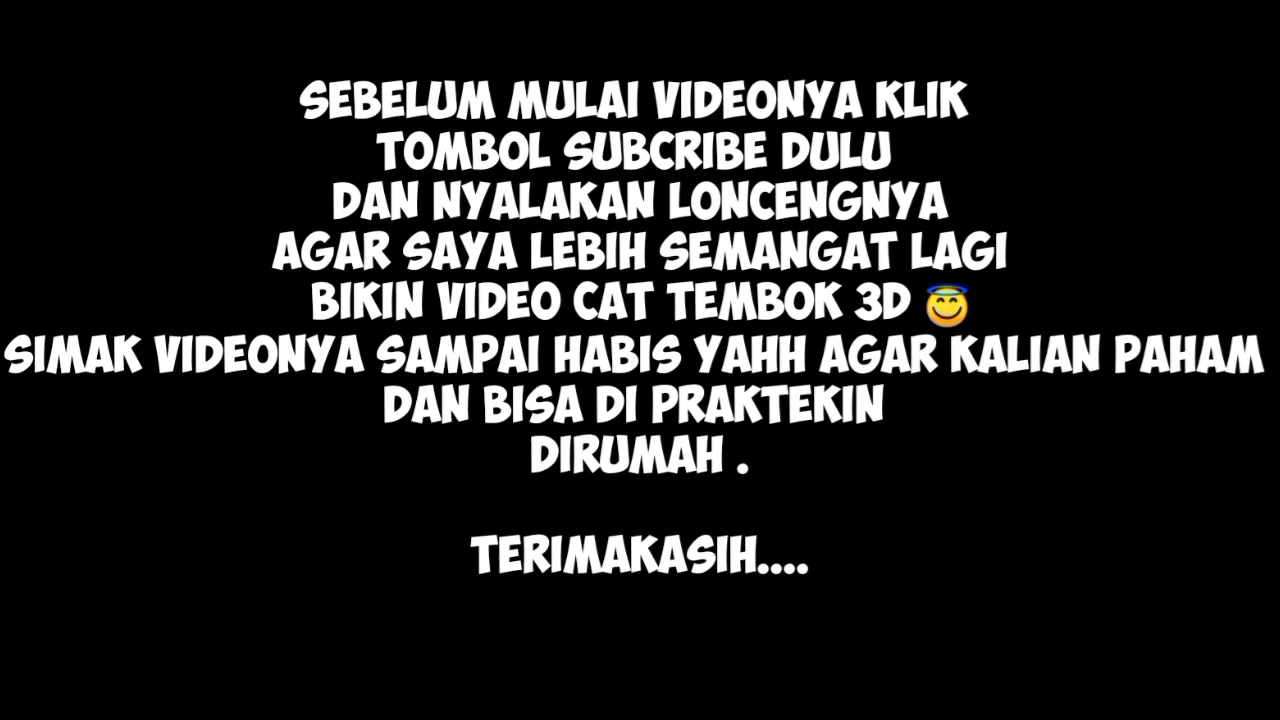 SEBELUM MULAI VIDEONYA KLIK
TOMBOL SUBCRIBE DULU
DAN NYALAKAN LONCENGNYA
AGAR SAYA LEBIH SEMANGAT LAGI
BIKIN VIDEO CAT TEMBOK 3D 😇
SIMAK VIDEONYA SAMPAI HABIS YAHH AGAR KALIAN PAHAM
DAN BISA DI PRAKTEKIN
DIRUMAH .
TERIMAKASIH....